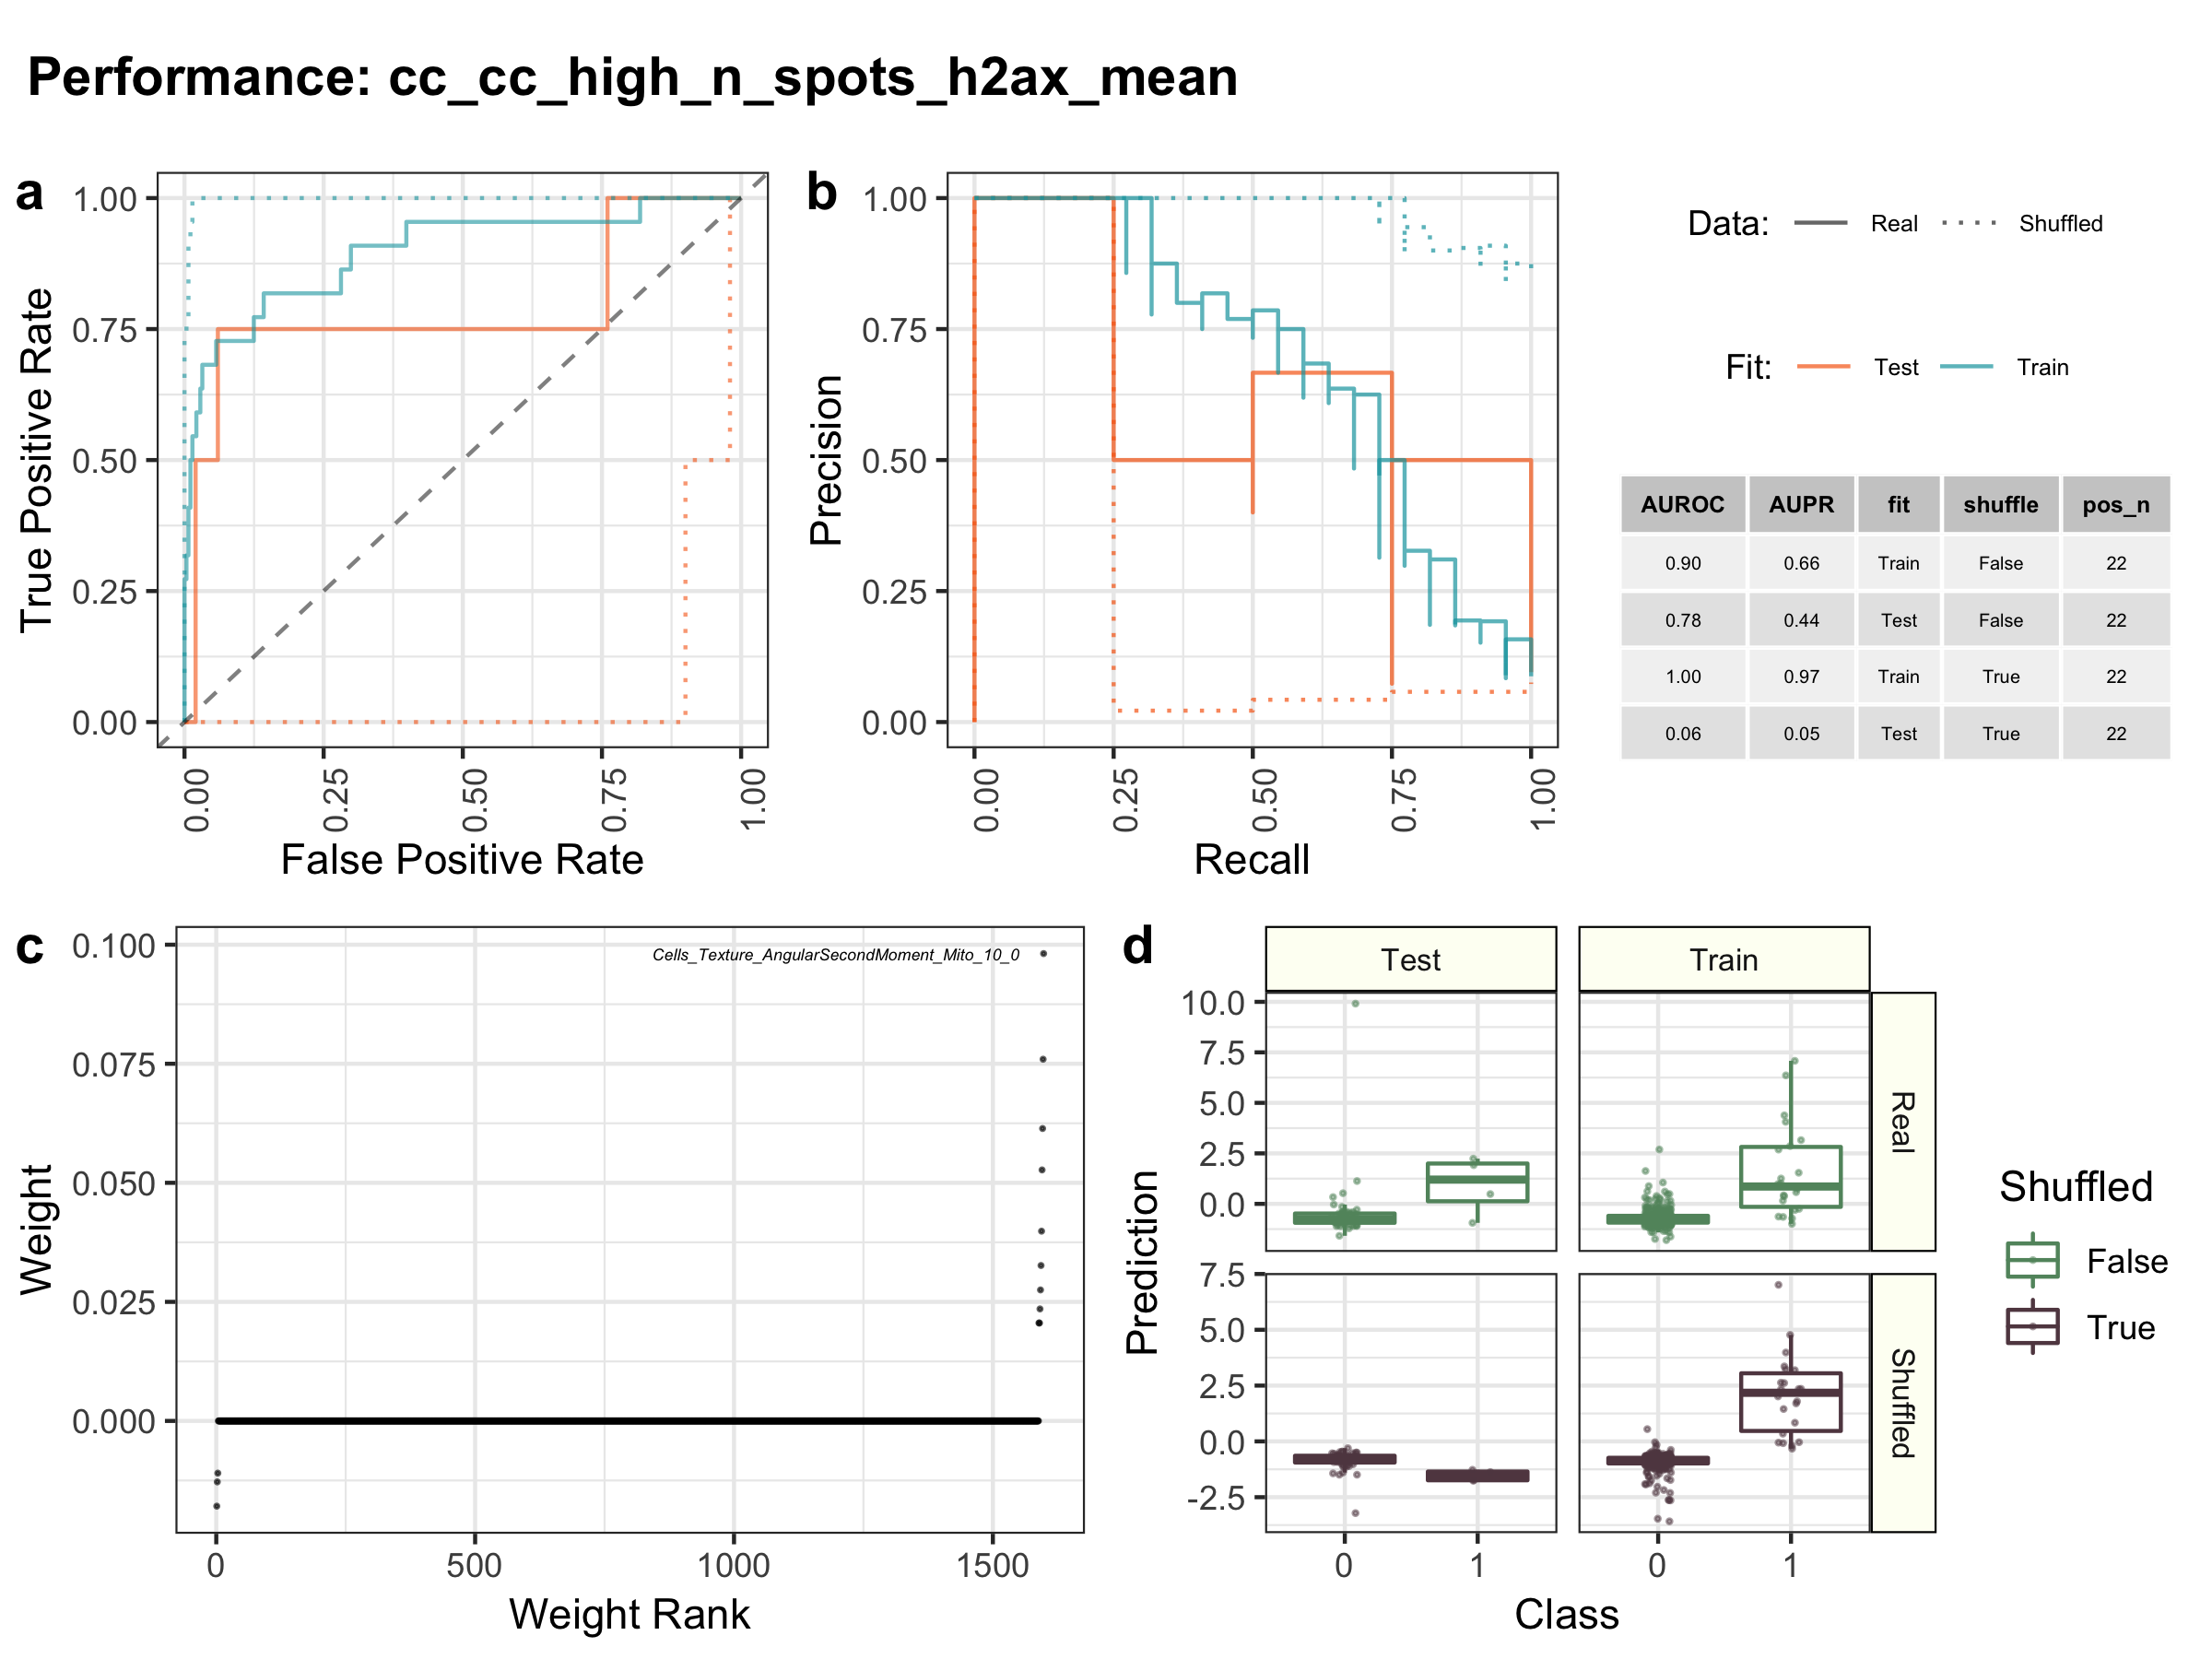 Performance: cc_cc_high_n_spots_h2ax_mean
a
1.00
0.75
0.50
0.25
0.00
True Positive Rate
0.00 0.25 0.50 0.75 1.00
False Positive Rate
b
1.00
0.75
0.50
0.25
0.00
Precision
0.00 0.25 0.50 0.75 1.00
Recall
Data: Real Shuffled
Fit: Test Train
AUROC AUPR fit shuffle pos_n
0.90 0.66 Train False 22
0.78 0.44 Test False 22
1.00 0.97 Train True 22
0.06 0.05 Test True 22
c
0.100
0.075
0.050
0.025
0.000
Weight
Cells_Texture_AngularSecondMoment_Mito_10_0
0 500 1000 1500
Weight Rank
d
Test Train
10.0
7.5
5.0
2.5
0.0
Real
7.5
5.0
2.5
0.0
-2.5
Shuffled
Prediction
0 1 0 1
Class
Shuffled
False
True